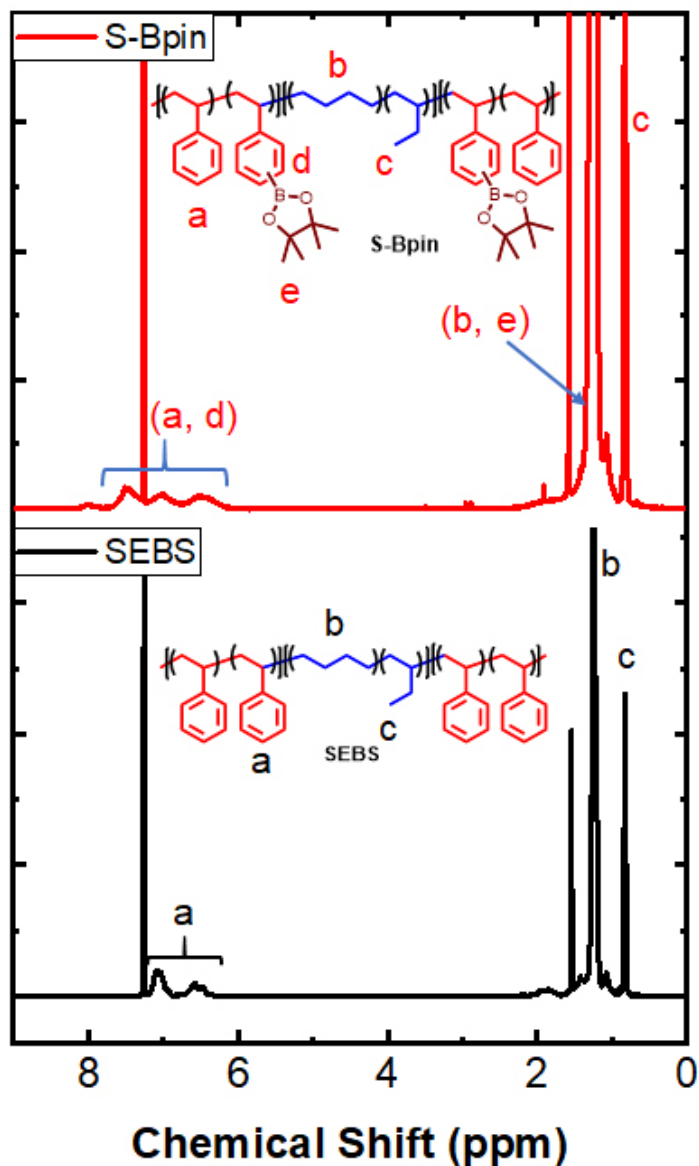 S-Bpin
b
c
d
c
a
B
O
O
B
O
O
S-Bpin
e
(b, e)
(a, d)
SEBS
b
b
c
c
a
SEBS
a
8
6
4
2
0
Chemical Shift (ppm)